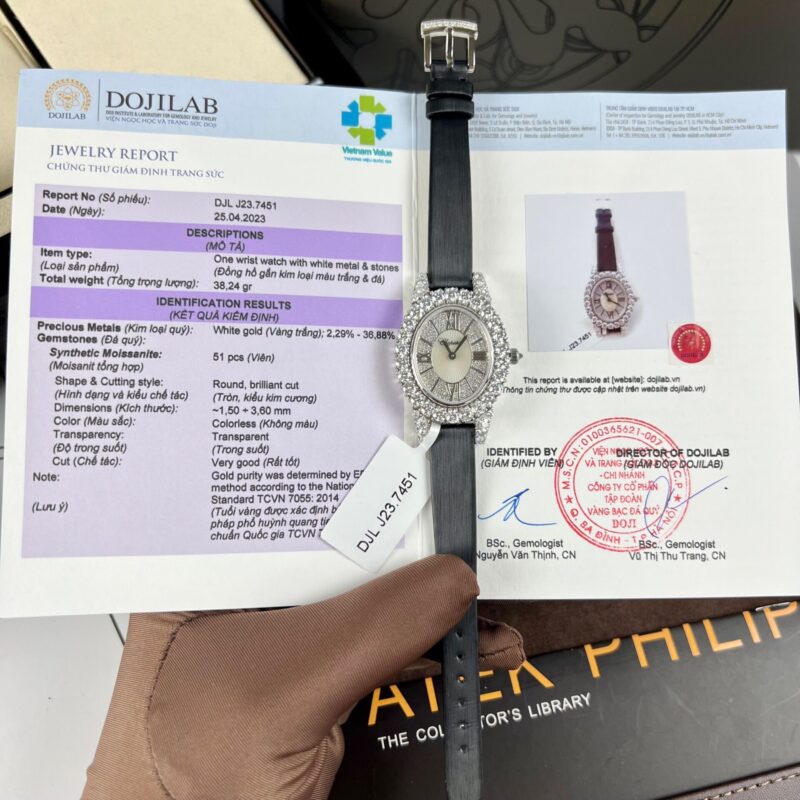 DOJILAB
DOJI INSTITUTE & LABORATORY FOR GEMOLOGY AND JEWELRY
VIỆN NGỌC HỌC VÀ TRANG SỨC DOJI
DOJILAB
Vietnam Value
THƯƠNG HIỆU QUỐC GIA
JEWELRY REPORT
CHỨNG THƯ GIÁM ĐỊNH TRANG SỨC
Report No (Số phiếu): DJL J23.7451
Date (Ngày): 25.04.2023
DESCRIPTIONS
(MÔ TẢ)
Item type: One wrist watch with white metal & stones
(Loại sản phẩm) (Đồng hồ gắn kim loại màu trắng & đá)
Total weight (Tổng trọng lượng): 38,24 gr
IDENTIFICATION RESULTS
(KẾT QUẢ KIỂM ĐỊNH)
Precious Metals (Kim loại quý): White gold (Vàng trắng); 2,29% - 36,88%
Gemstones (Đá quý):
Synthetic Moissanite: 51 pcs (Viên)
(Moisanit tổng hợp)
Shape & Cutting style: Round, brilliant cut
(Hình dạng và kiểu chế tác) (Tròn, kiểu kim cương)
Dimensions (Kích thước): ~1,50 ÷ 3,60 mm
Color (Màu sắc): Colorless (Không màu)
Transparency: Transparent
(Độ trong suốt) (Trong suốt)
Cut (Chế tác): Very good (Rất tốt)
Note: Gold purity was determined by
method according to the
Standard TCVN 7055: 2014
(Lưu ý) (Tuổi vàng được xác định
pháp phổ huỳnh quang
chuẩn Quốc gia TCVN
DJL J23.7451
Chopard
J23.7451
This report is available at [website]: dojilab.vn
Thông tin chứng thư được cập nhật trên website dojilab.vn
IDENTIFIED BY DIRECTOR OF DOJILAB
(GIÁM ĐỊNH VIÊN) (GIÁM ĐỐC DOJILAB)
M.S.C.N: 0100365621-007
VIỆN NGỌC
VÀ TRANG SỨC
- CHI NHÁNH
CÔNG TY CỔ PHẦN
TẬP ĐOÀN
VÀNG BẠC ĐÁ QUÝ
DOJI
Q. BA ĐÌNH - T.P HÀ NỘI
BSc., Gemologist BSc., Gemologist
Nguyễn Văn Thịnh, CN Vũ Thị Thu Trang, CN
ATEK PHILIP
THE COLLECTOR'S LIBRARY